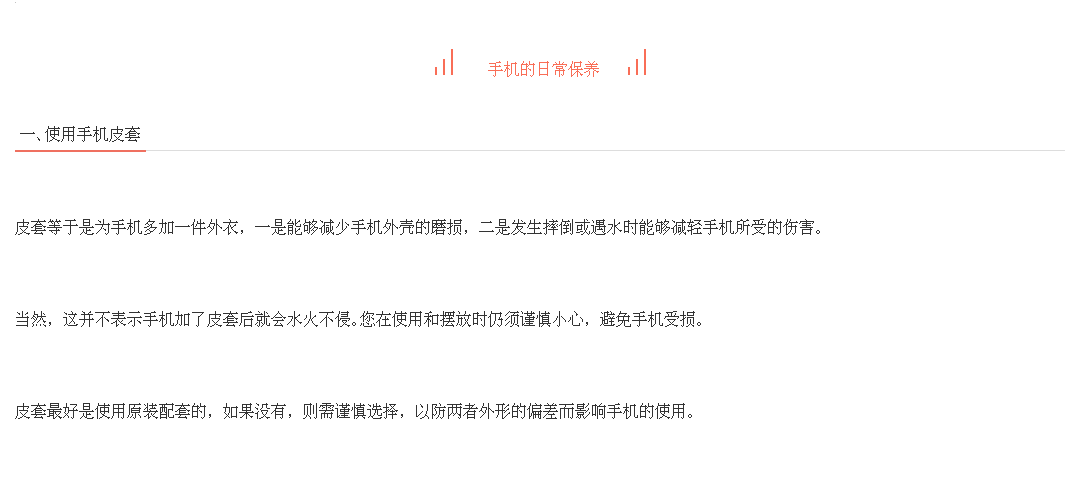 手机的日常保养
一、使用手机皮套
皮套等于是为手机多加一件外衣，一是能够减少手机外壳的磨损，二是发生摔倒或遇水时能够减轻手机所受的伤害。
当然，这并不表示手机加了皮套后就会水火不侵。您在使用和摆放时仍须谨慎小心，避免手机受损。
皮套最好是使用原装配套的，如果没有，则需谨慎选择，以防两者外形的偏差而影响手机的使用。